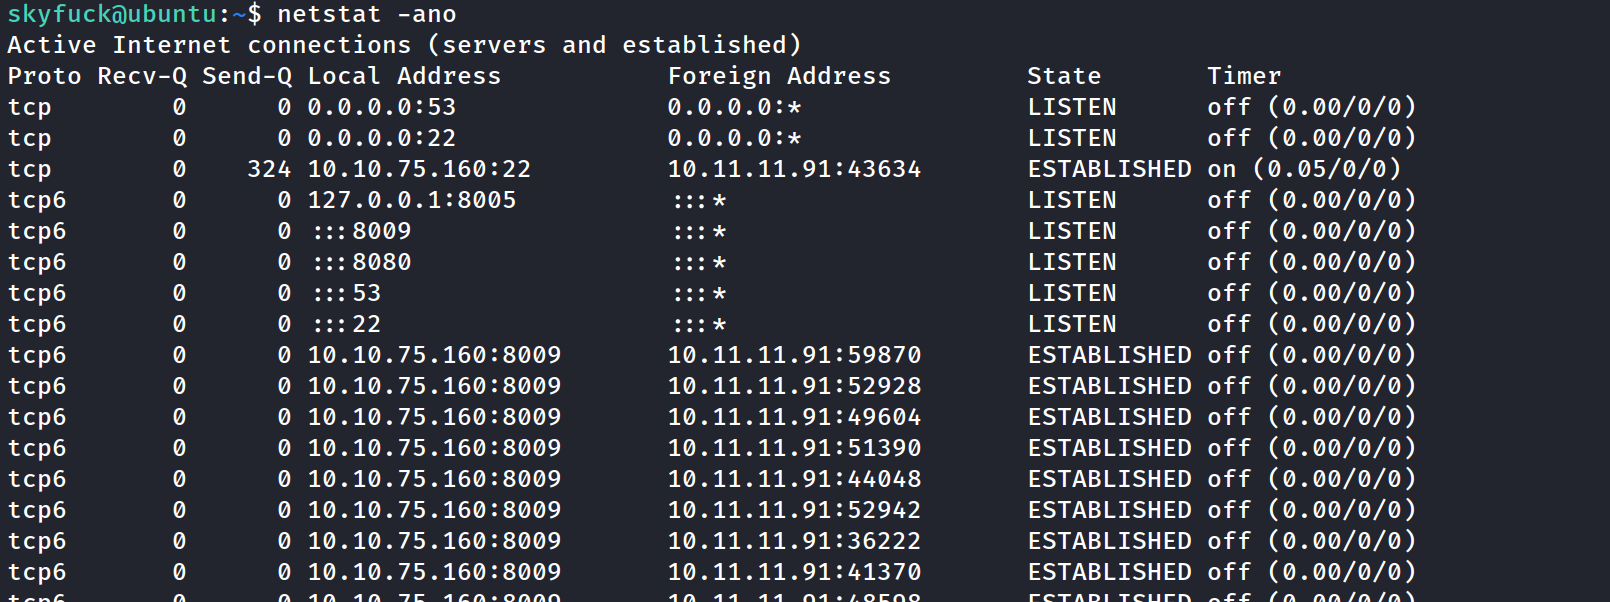 skyfuck@ubuntu:~$ netstat -ano
Active Internet connections (servers and established)
Proto Recv-Q Send-Q Local Address           Foreign Address         State       Timer
tcp        0      0 0.0.0.0:53              0.0.0.0:*               LISTEN      off (0.00/0/0)
tcp        0      0 0.0.0.0:22              0.0.0.0:*               LISTEN      off (0.00/0/0)
tcp        0    324 10.10.75.160:22         10.11.11.91:43634       ESTABLISHED on (0.05/0/0)
tcp6       0      0 127.0.0.1:8005          :::*                    LISTEN      off (0.00/0/0)
tcp6       0      0 :::8009                 :::*                    LISTEN      off (0.00/0/0)
tcp6       0      0 :::8080                 :::*                    LISTEN      off (0.00/0/0)
tcp6       0      0 :::53                   :::*                    LISTEN      off (0.00/0/0)
tcp6       0      0 :::22                   :::*                    LISTEN      off (0.00/0/0)
tcp6       0      0 10.10.75.160:8009       10.11.11.91:59870       ESTABLISHED off (0.00/0/0)
tcp6       0      0 10.10.75.160:8009       10.11.11.91:52928       ESTABLISHED off (0.00/0/0)
tcp6       0      0 10.10.75.160:8009       10.11.11.91:49604       ESTABLISHED off (0.00/0/0)
tcp6       0      0 10.10.75.160:8009       10.11.11.91:51390       ESTABLISHED off (0.00/0/0)
tcp6       0      0 10.10.75.160:8009       10.11.11.91:44048       ESTABLISHED off (0.00/0/0)
tcp6       0      0 10.10.75.160:8009       10.11.11.91:52942       ESTABLISHED off (0.00/0/0)
tcp6       0      0 10.10.75.160:8009       10.11.11.91:36222       ESTABLISHED off (0.00/0/0)
tcp6       0      0 10.10.75.160:8009       10.11.11.91:41370       ESTABLISHED off (0.00/0/0)
tcp6       0      0 10.10.75.160:8009                               ESTABLISHED off (0.00/0/0)